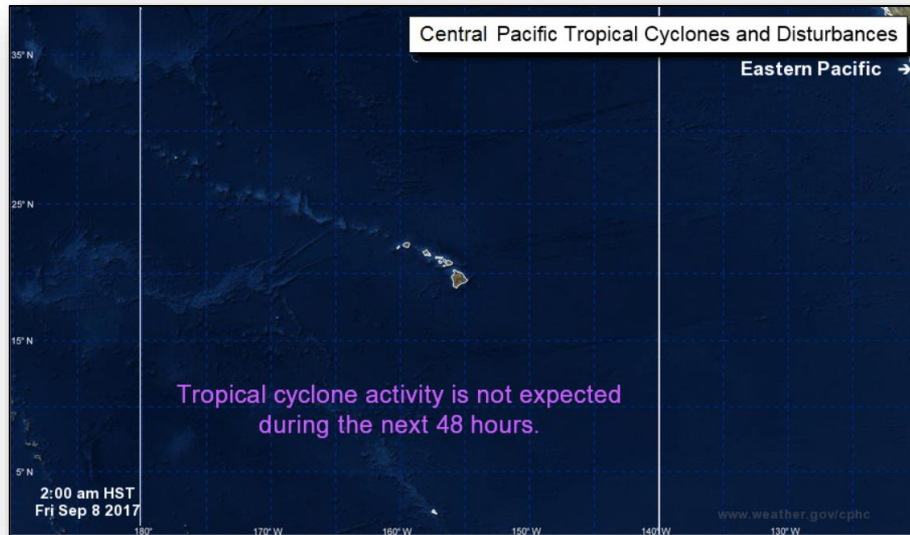 Central Pacific Tropical Cyclones and Disturbances
Eastern Pacific →
35° N
25° N
15° N
Tropical cyclone activity is not expected
during the next 48 hours.
5° N
2:00 am HST
Fri Sep 8 2017
www.weather.gov/cphc
180°
170° W
160° W
150° W
140° W
130° W